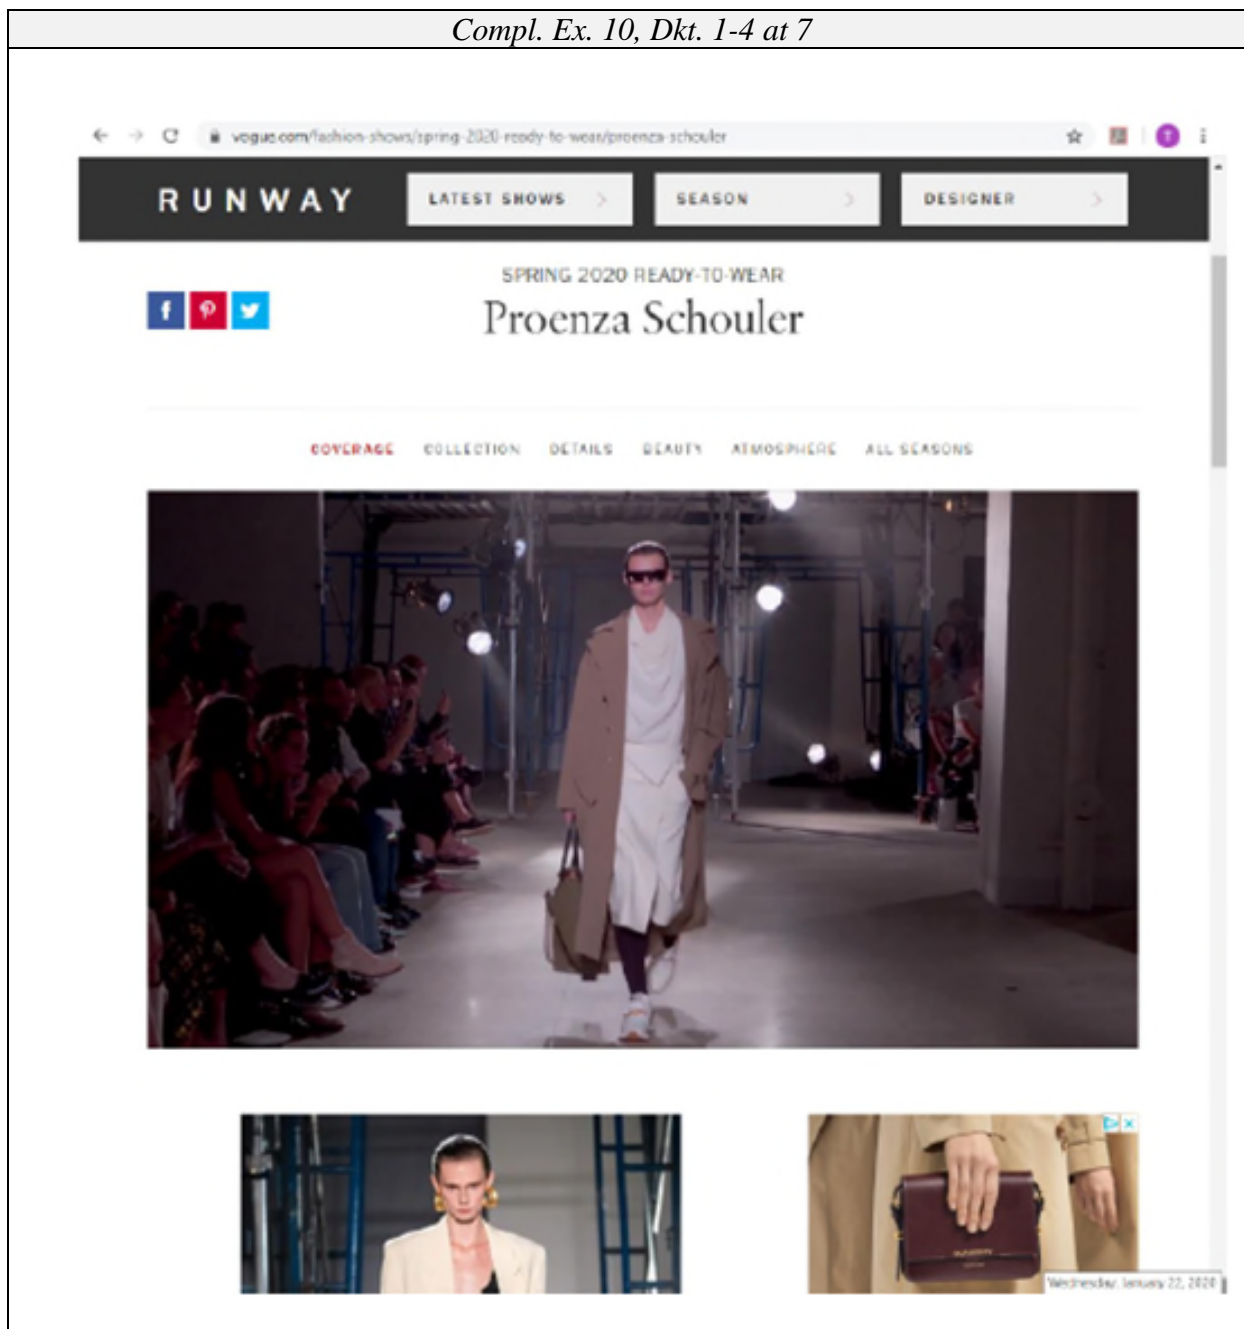 Compl. Ex. 10, Dkt. 1-4 at 7
vogue.com/fashion-shows/spring-2020-ready-to-wear/proenza-schouler
RUNWAY
LATEST SHOWS
SEASON
DESIGNER
SPRING 2020 READY-TO-WEAR
Proenza Schouler
COVERAGE COLLECTION DETAILS BEAUTY ATMOSPHERE ALL SEASONS
Wednesday, January 22, 2020